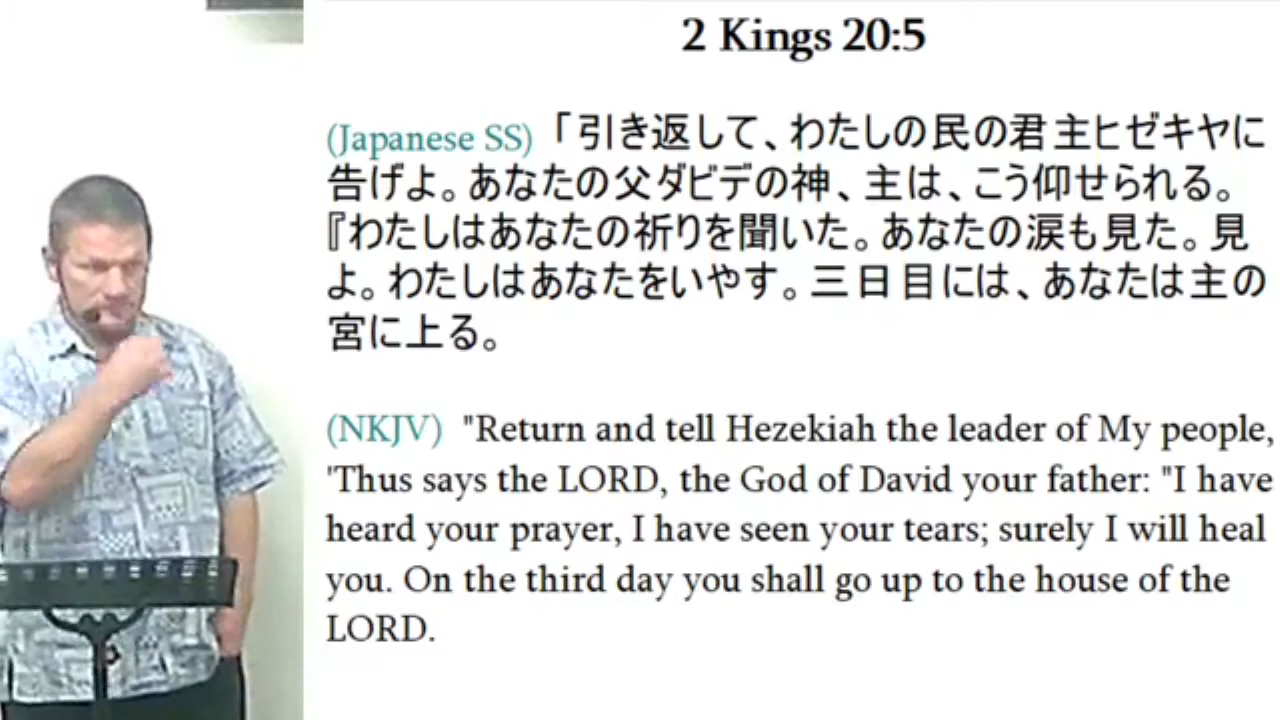 2 Kings 20:5
(Japanese SS) 「引き返して、わたしの民の君主ヒゼキヤに
告げよ。あなたの父ダビデの神、主は、こう仰せられる。
『わたしはあなたの祈りを聞いた。あなたの涙も見た。見
よ。わたしはあなたをいやす。三日目には、あなたは主の
宮に上る。
(NKJV) "Return and tell Hezekiah the leader of My people,
'Thus says the LORD, the God of David your father: "I have
heard your prayer, I have seen your tears; surely I will heal
you. On the third day you shall go up to the house of the
LORD.